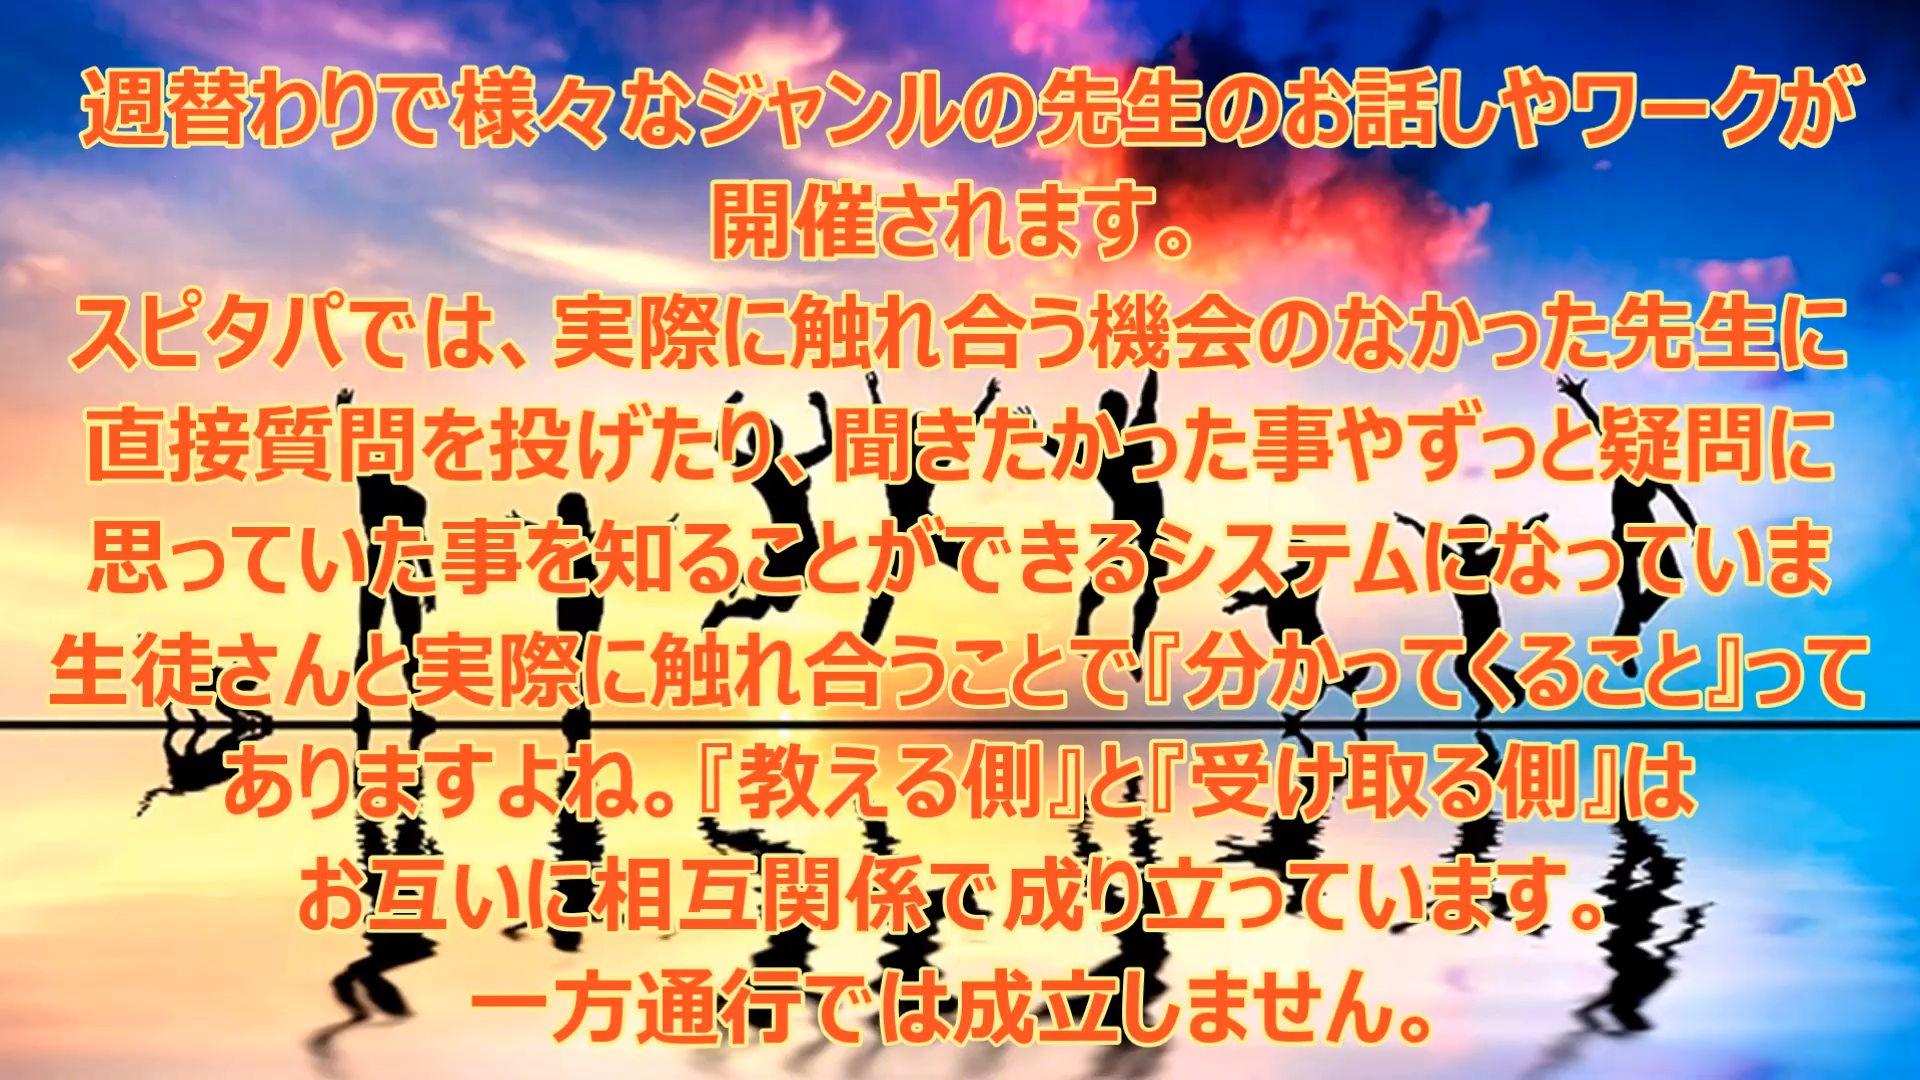 週替わりで様々なジャンルの先生のお話しやワークが
開催されます。
スピタパでは、実際に触れ合う機会のなかった先生に
直接質問を投げたり、聞きたかった事やずっと疑問に
思っていた事を知ることができるシステムになっていま
生徒さんと実際に触れ合うことで『分かってくること』って
ありますよね。『教える側』と『受け取る側』は
お互いに相互関係で成り立っています。
一方通行では成立しません。